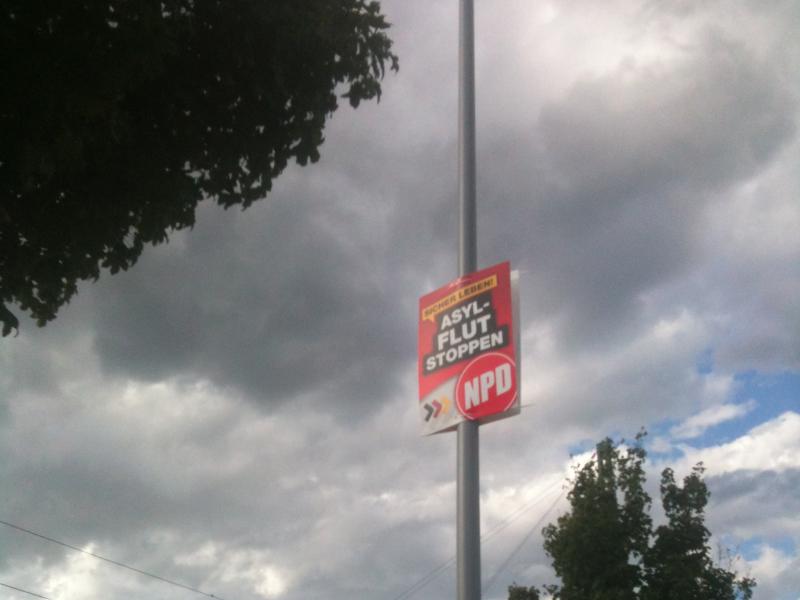 SICHER LEBEN!
ASYL-
FLUT
STOPPEN
NPD